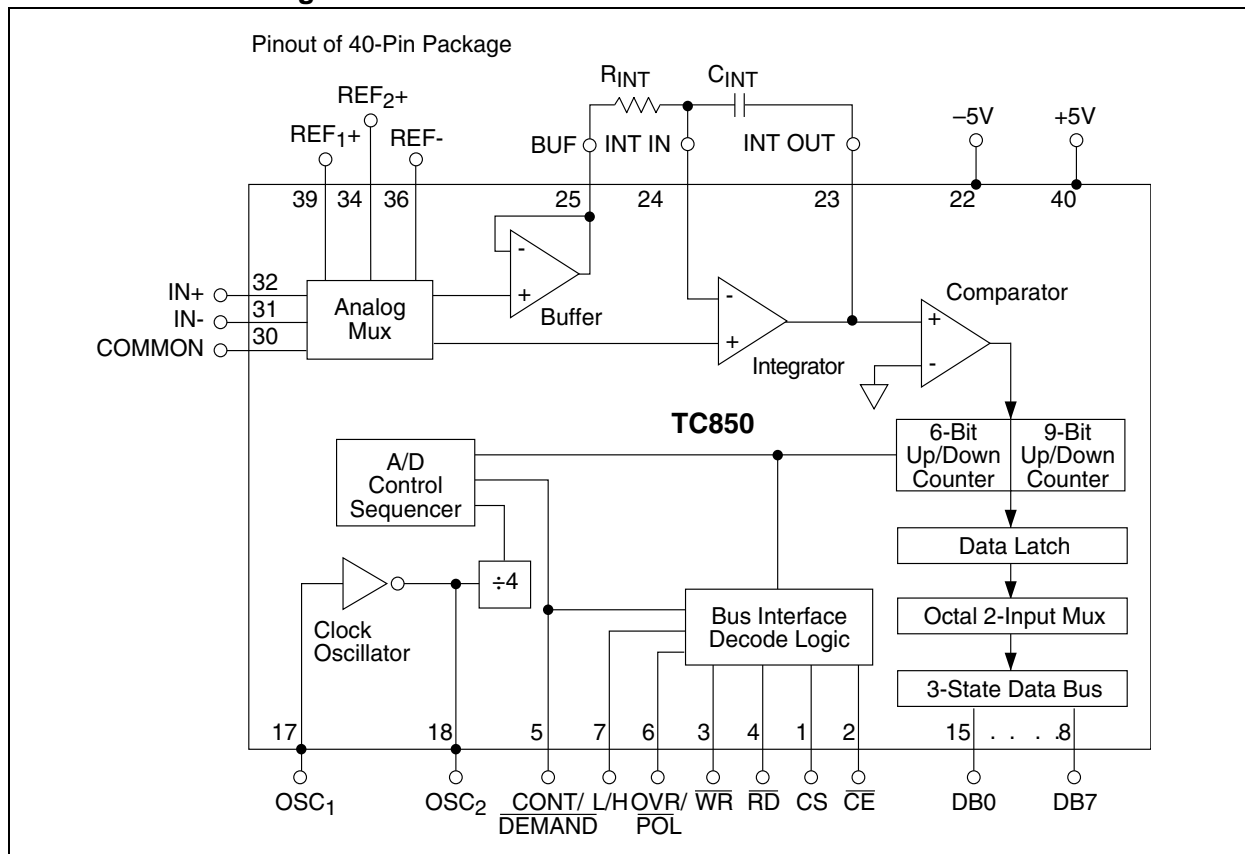 Pinout of 40-Pin Package
RINT
CINT
REF2+
REF1+
REF-
BUF
INT IN
INT OUT
–5V
+5V
39
34
36
25
24
23
22
40
IN+
32
IN-
31
COMMON
30
Analog
Mux
-
+
Buffer
-
+
Integrator
Comparator
+
-
TC850
A/D
Control
Sequencer
6-Bit
Up/Down
Counter
9-Bit
Up/Down
Counter
Data Latch
÷4
Clock
Oscillator
Bus Interface
Decode Logic
Octal 2-Input Mux
3-State Data Bus
17
18
5
7
6
3
4
1
2
15 . . . .8
OSC1
OSC2
CONT/
DEMAND
L/H
OVR/
POL
WR
RD
CS
CE
DB0
DB7